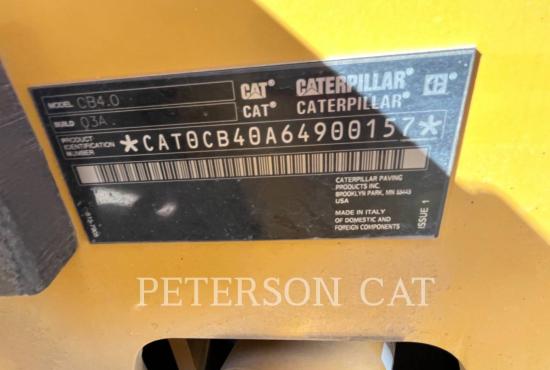 MODEL CB4.0 CAT CATERPILLAR
BUILD 03A CAT CATERPILLAR
PRODUCT IDENTIFICATION NUMBER *CAT0CB40A64900157*
CATERPILLAR PAVING
PRODUCTS INC.
BROOKLYN PARK, MN 55445
USA
MADE IN ITALY
OF DOMESTIC AND
FOREIGN COMPONENTS
ISSUE 1
PETERSON CAT